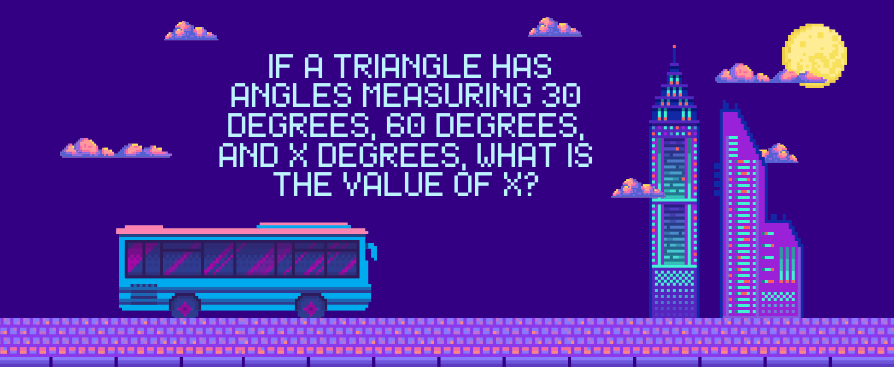 IF A TRIANGLE HAS
ANGLES MEASURING 30
DEGREES, 60 DEGREES,
AND X DEGREES, WHAT IS
THE VALUE OF X?